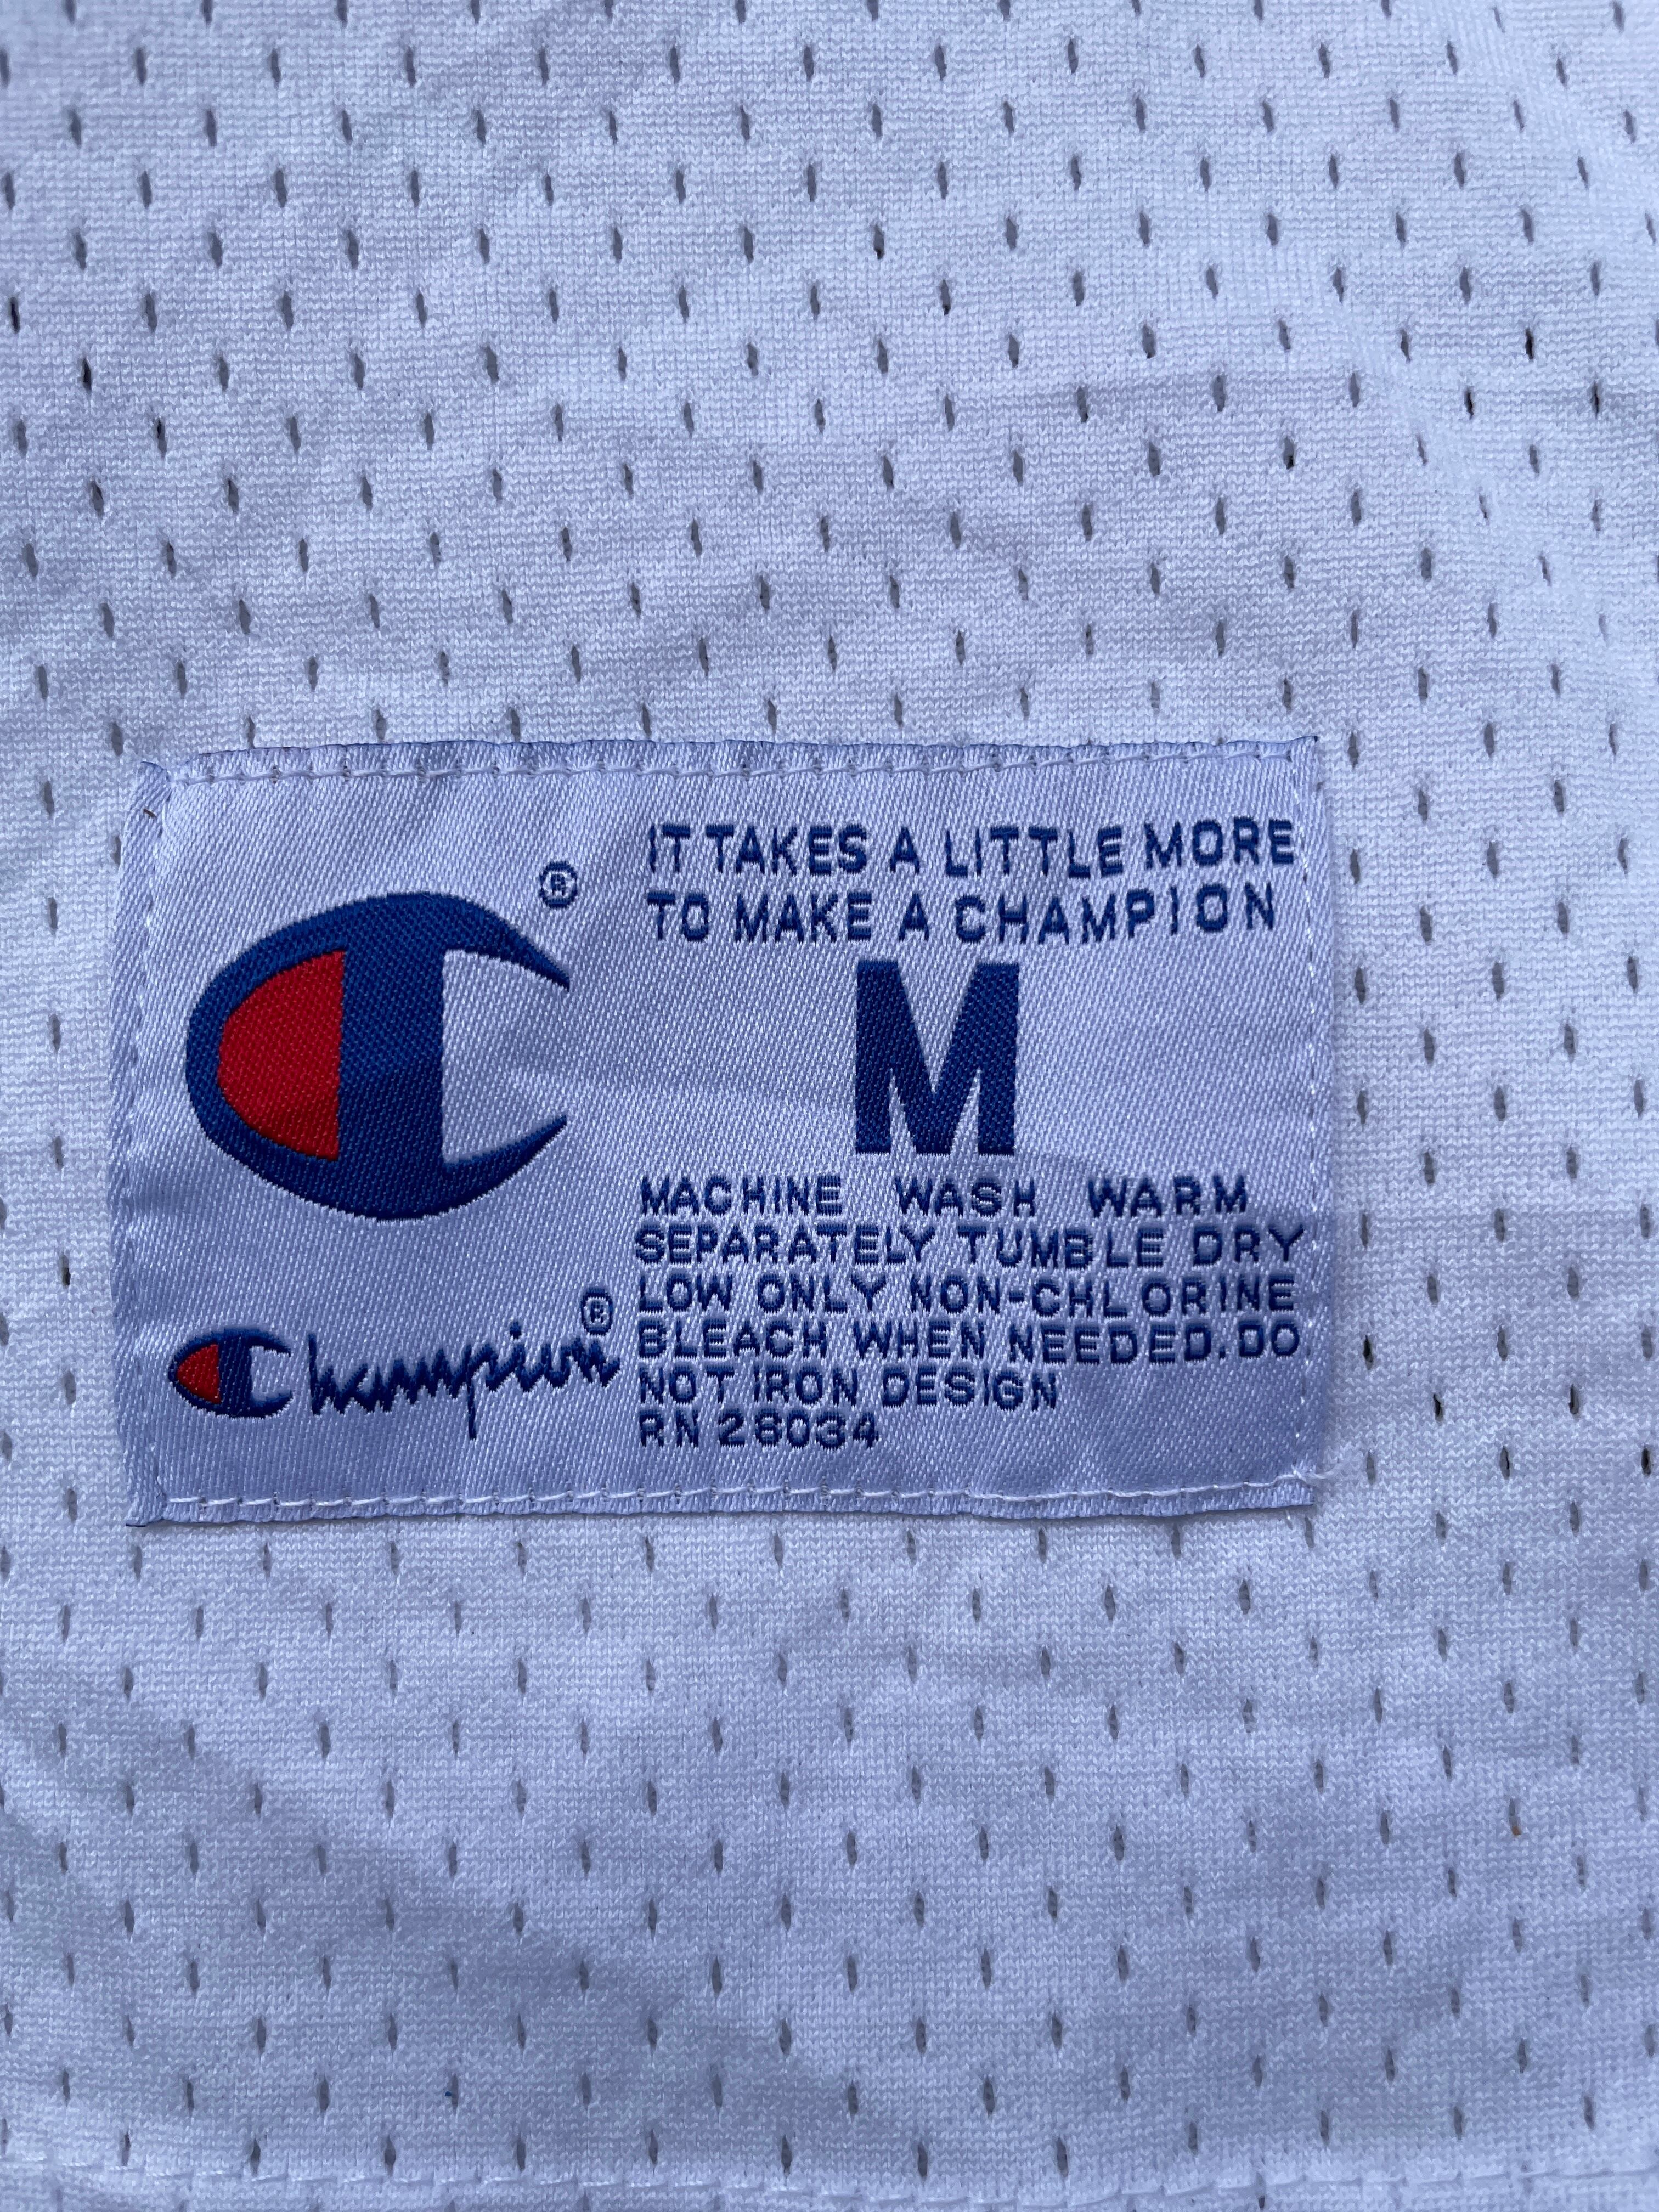 ®
IT TAKES A LITTLE MORE
TO MAKE A CHAMPION
M
MACHINE WASH WARM
SEPARATELY TUMBLE DRY
LOW ONLY NON-CHLORINE
BLEACH WHEN NEEDED. DO
NOT IRON DESIGN
RN 26034
Champion®